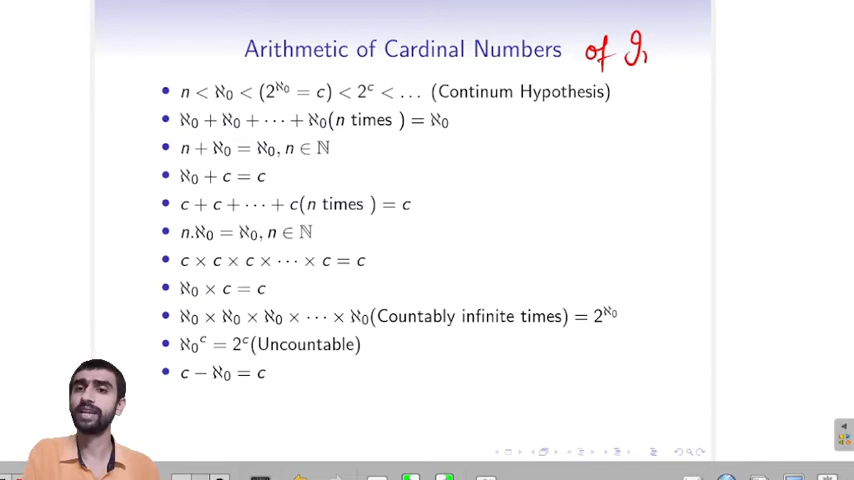 Arithmetic of Cardinal Numbers of
n < ℵ₀ < (2^ℵ₀ = c) < 2^c < ... (Continum Hypothesis)
ℵ₀ + ℵ₀ + ··· + ℵ₀(n times ) = ℵ₀
n + ℵ₀ = ℵ₀, n ∈ ℕ
ℵ₀ + c = c
c + c + ··· + c(n times ) = c
n.ℵ₀ = ℵ₀, n ∈ ℕ
c × c × c × ··· × c = c
ℵ₀ × c = c
ℵ₀ × ℵ₀ × ℵ₀ × ··· × ℵ₀(Countably infinite times) = 2^ℵ₀
ℵ₀^c = 2^c(Uncountable)
c − ℵ₀ = c